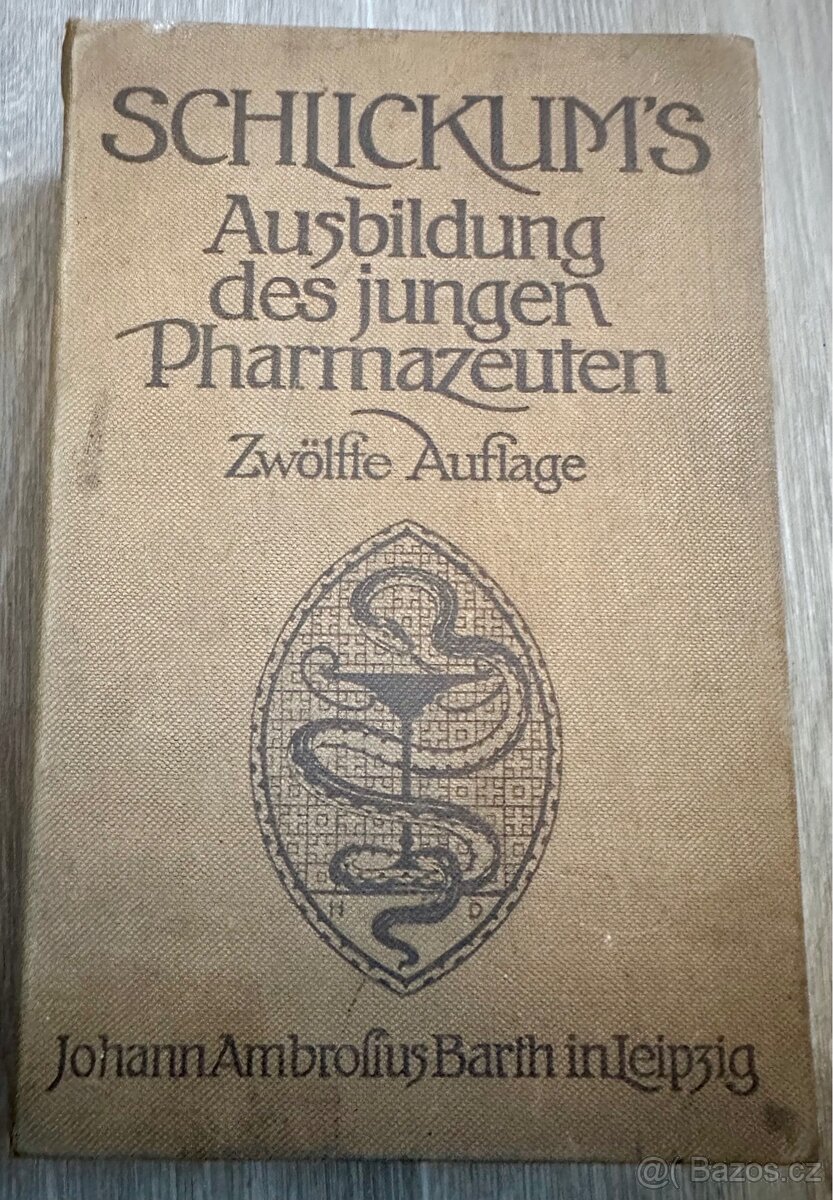 SCHLICKUM'S
Ausbildung
des jungen
Pharmazeuten
Zwölfte Auflage
H D
Johann Ambrosius Barth in Leipzig
@( Bazos.cz